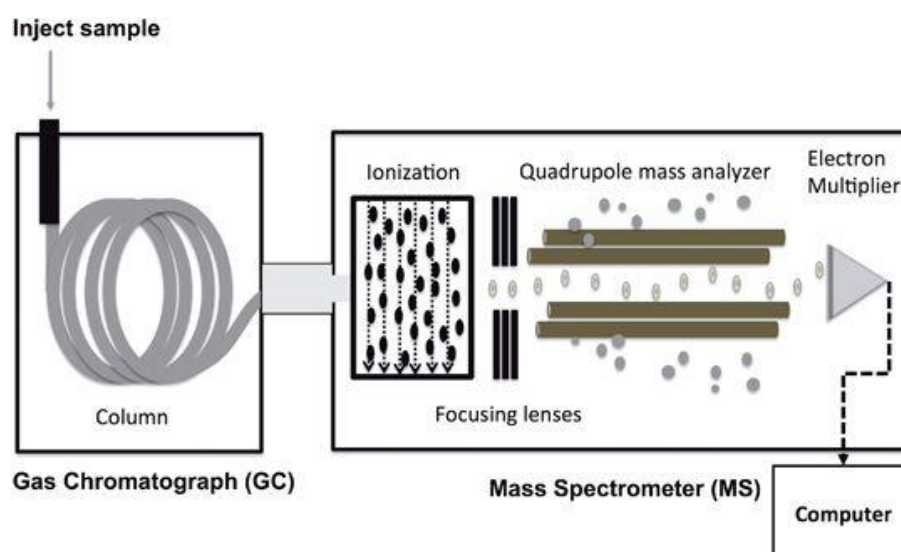 Inject sample
Ionization
Quadrupole mass analyzer
Electron
Multiplier
Column
Focusing lenses
Gas Chromatograph (GC)
Mass Spectrometer (MS)
Computer